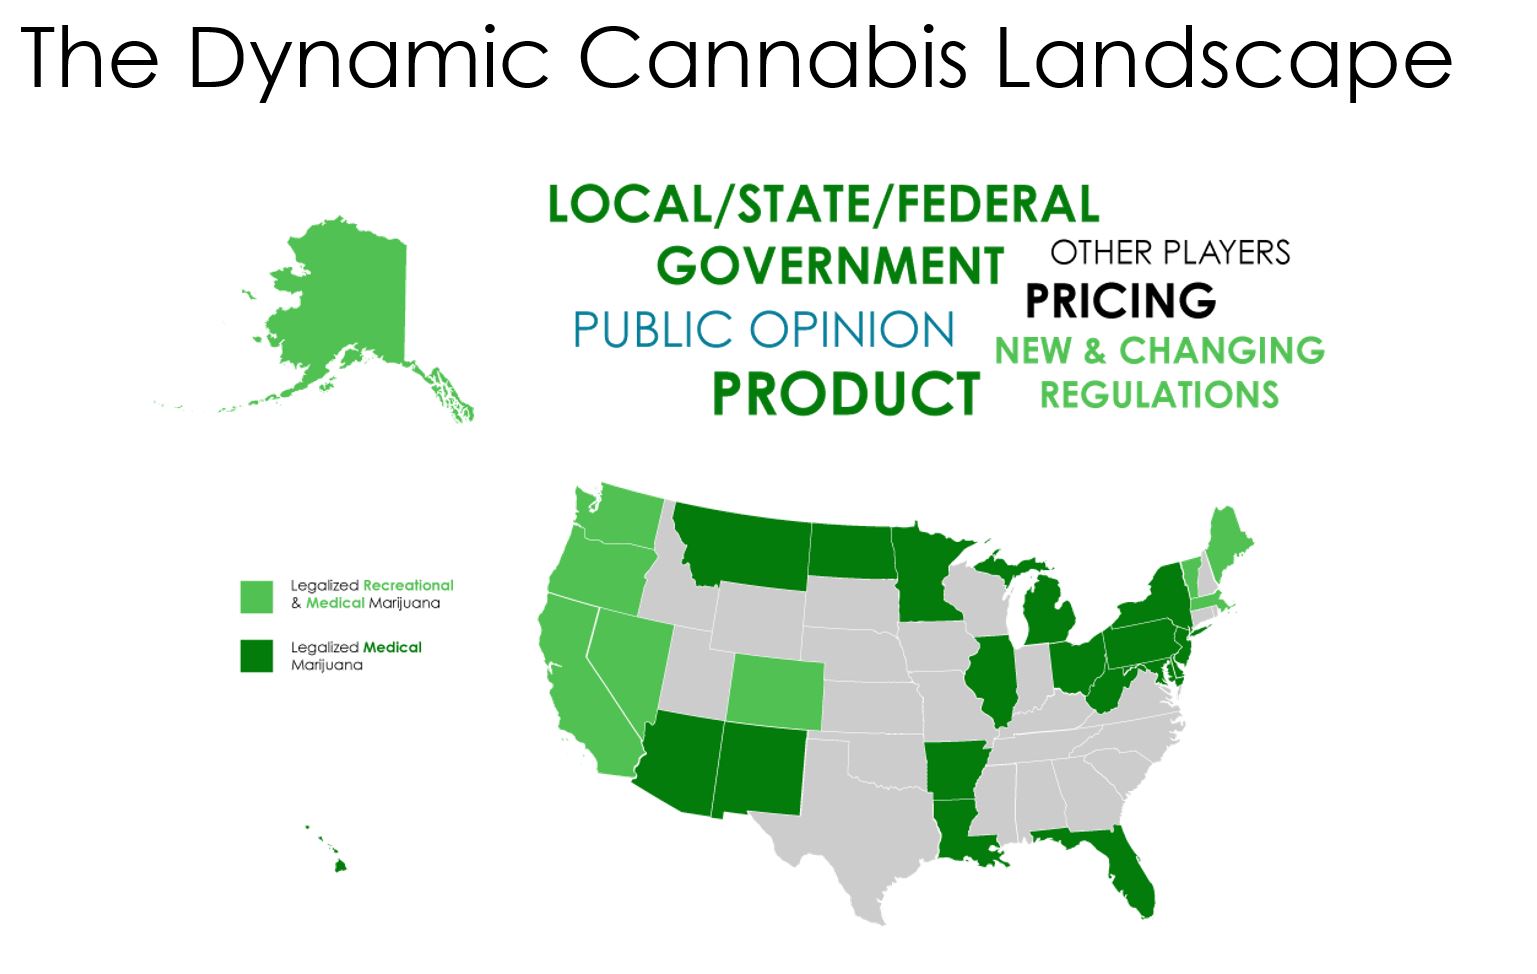 The Dynamic Cannabis Landscape
LOCAL/STATE/FEDERAL
GOVERNMENT
OTHER PLAYERS
PRICING
PUBLIC OPINION
NEW & CHANGING
REGULATIONS
PRODUCT
Legalized Recreational
& Medical Marijuana
Legalized Medical
Marijuana